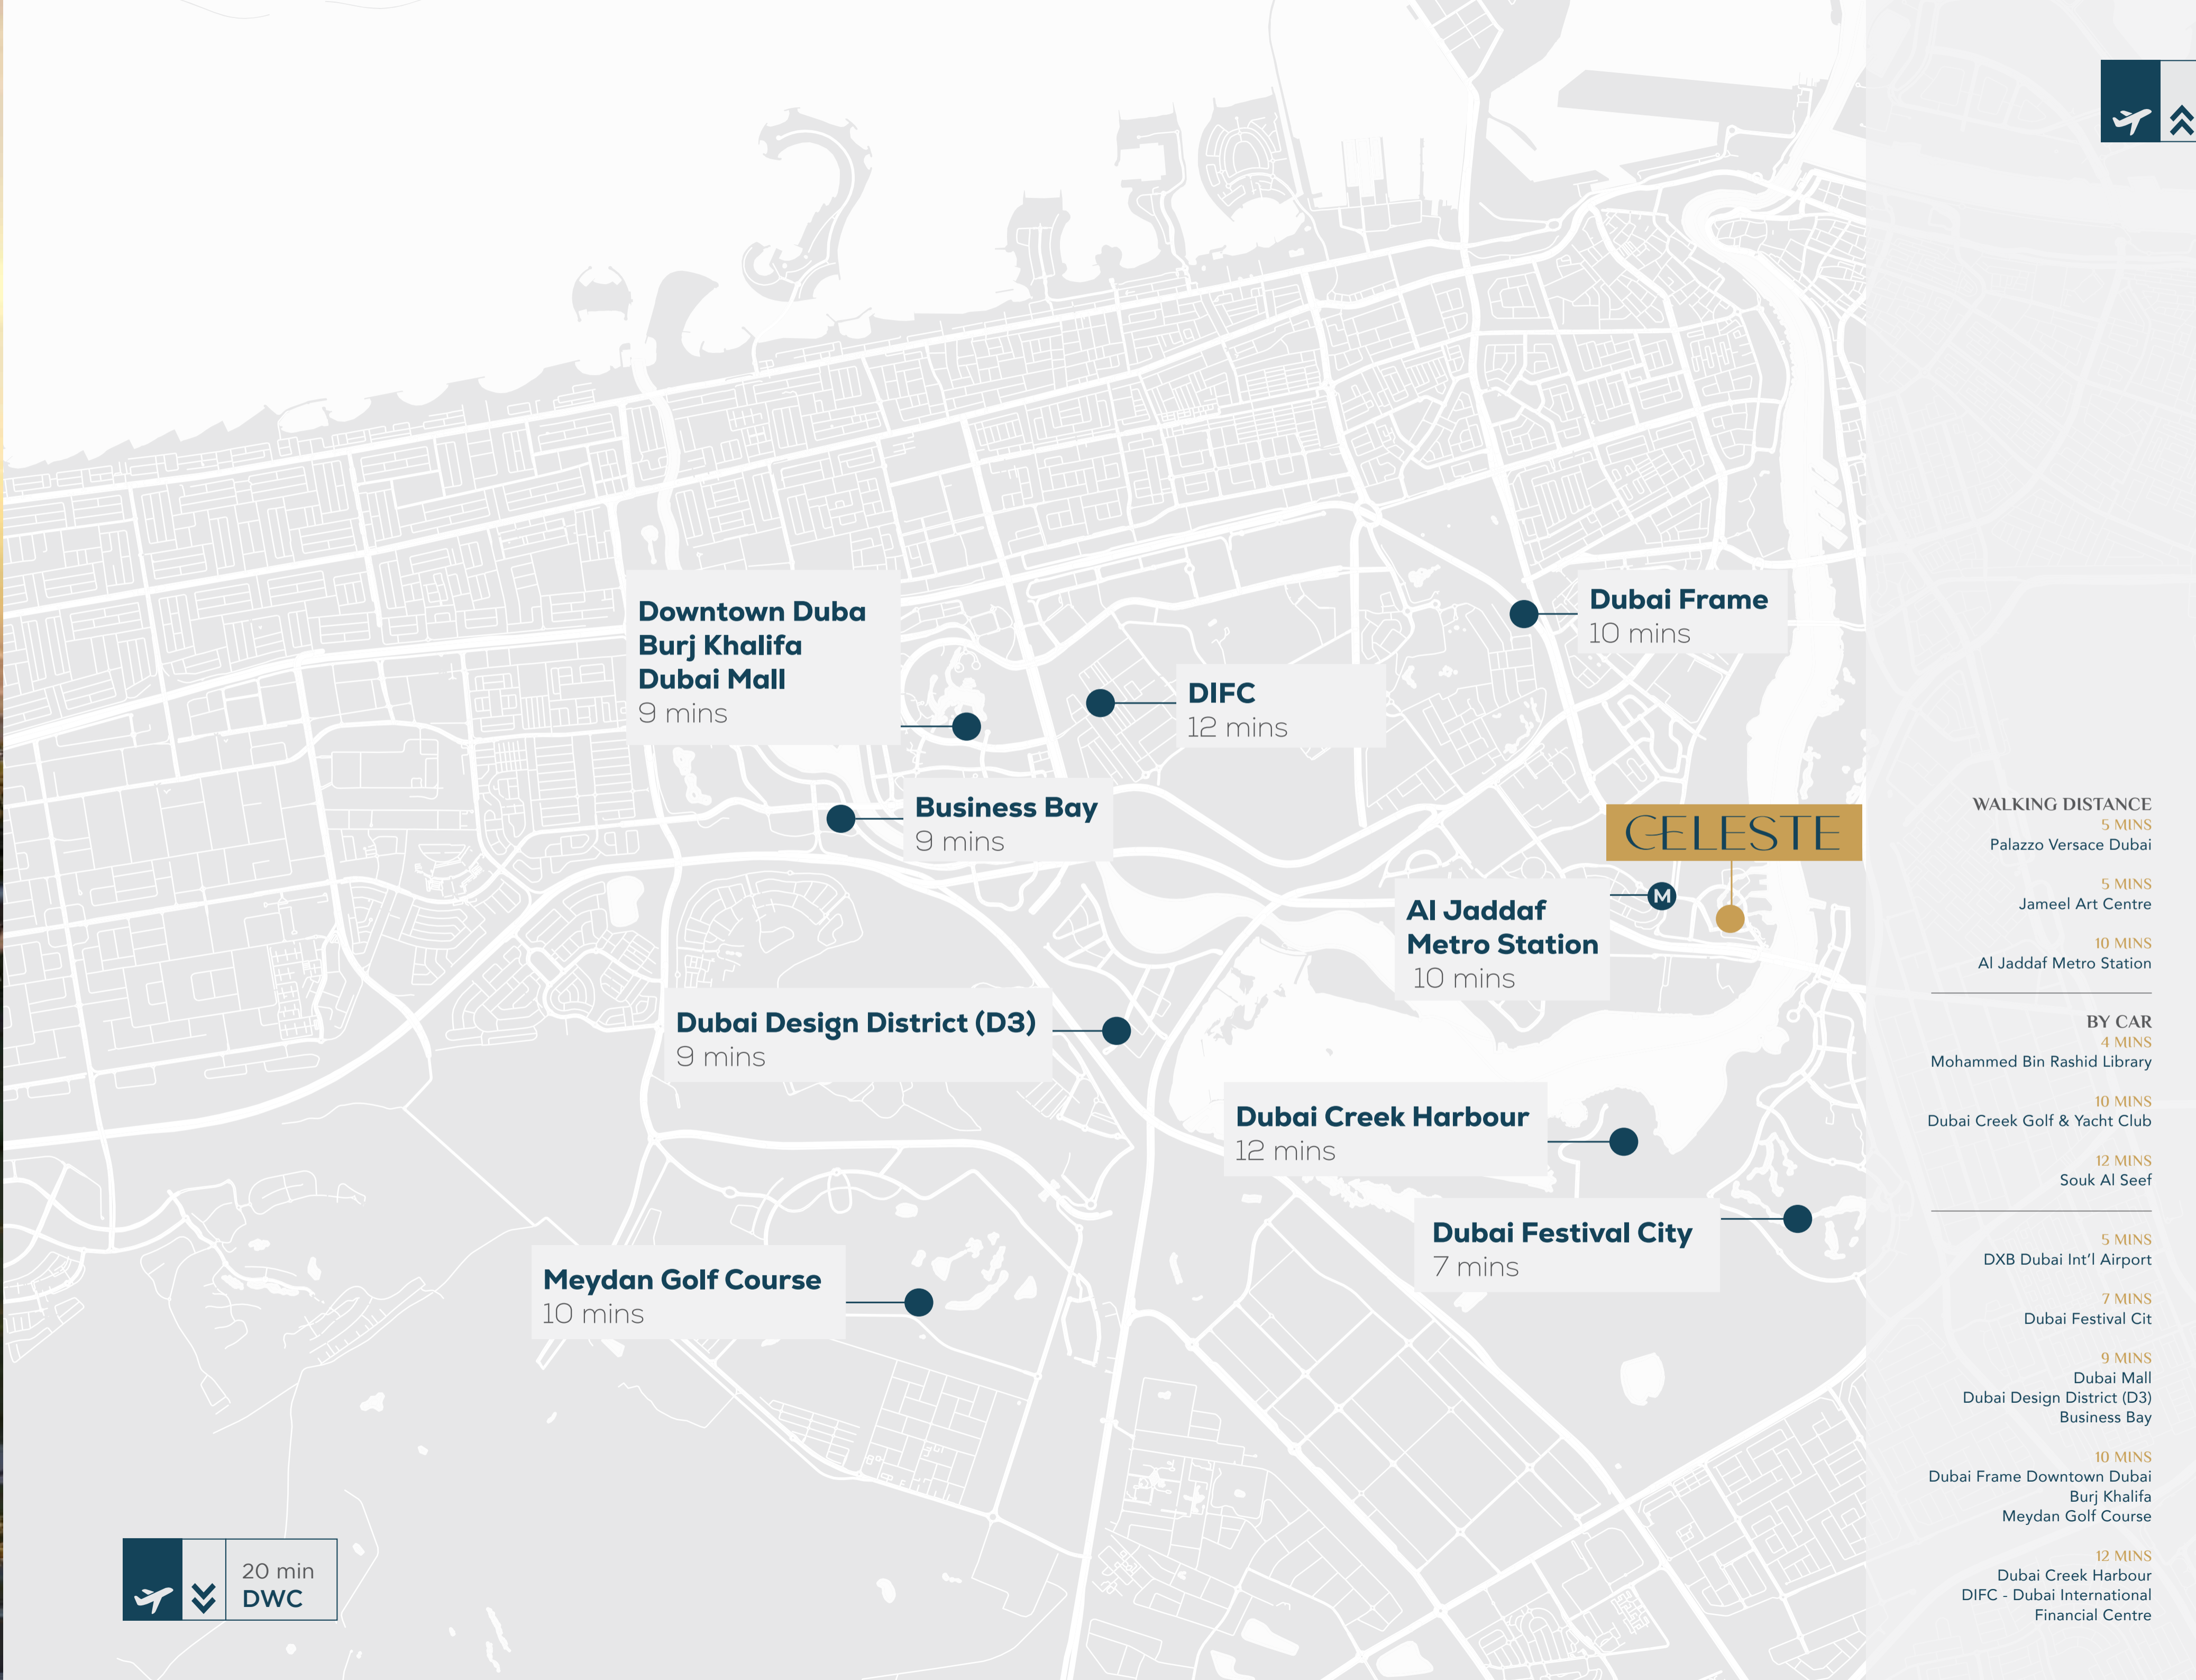 Downtown Duba
Burj Khalifa
Dubai Mall
9 mins
Dubai Frame
10 mins
DIFC
12 mins
Business Bay
9 mins
CELESTE
M
Al Jaddaf
Metro Station
10 mins
Dubai Design District (D3)
9 mins
Dubai Creek Harbour
12 mins
Dubai Festival City
7 mins
Meydan Golf Course
10 mins
20 min
DWC
WALKING DISTANCE
5 MINS
Palazzo Versace Dubai
5 MINS
Jameel Art Centre
10 MINS
Al Jaddaf Metro Station
BY CAR
4 MINS
Mohammed Bin Rashid Library
10 MINS
Dubai Creek Golf & Yacht Club
12 MINS
Souk Al Seef
5 MINS
DXB Dubai Int'l Airport
7 MINS
Dubai Festival Cit
9 MINS
Dubai Mall
Dubai Design District (D3)
Business Bay
10 MINS
Dubai Frame Downtown Dubai
Burj Khalifa
Meydan Golf Course
12 MINS
Dubai Creek Harbour
DIFC - Dubai International
Financial Centre